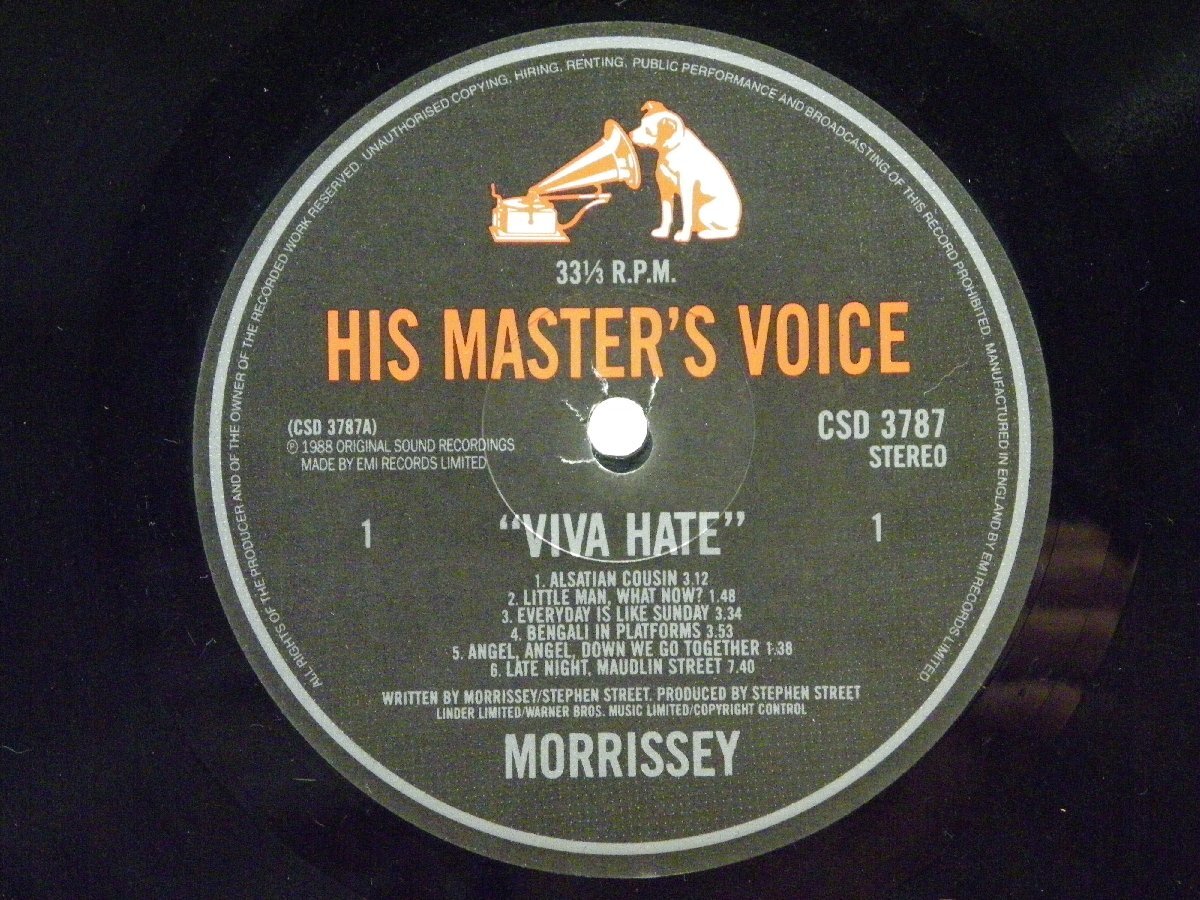 ALL RIGHTS OF THE PRODUCER AND OF THE OWNER OF THE RECORDED WORK RESERVED. UNAUTHORISED COPYING, HIRING, RENTING, PUBLIC PERFORMANCE AND BROADCASTING OF THIS RECORD PROHIBITED. MANUFACTURED IN ENGLAND BY EMI RECORDS LIMITED.
33⅓ R.P.M.
HIS MASTER'S VOICE
(CSD 3787A)
℗ 1988 ORIGINAL SOUND RECORDINGS
MADE BY EMI RECORDS LIMITED
CSD 3787
STEREO
1
"VIVA HATE"
1
1. ALSATIAN COUSIN 3.12
2. LITTLE MAN, WHAT NOW? 1.48
3. EVERYDAY IS LIKE SUNDAY 3.34
4. BENGALI IN PLATFORMS 3.53
5. ANGEL, ANGEL, DOWN WE GO TOGETHER 1.38
6. LATE NIGHT, MAUDLIN STREET 7.40
WRITTEN BY MORRISSEY/STEPHEN STREET. PRODUCED BY STEPHEN STREET
LINDER LIMITED/WARNER BROS. MUSIC LIMITED/COPYRIGHT CONTROL
MORRISSEY